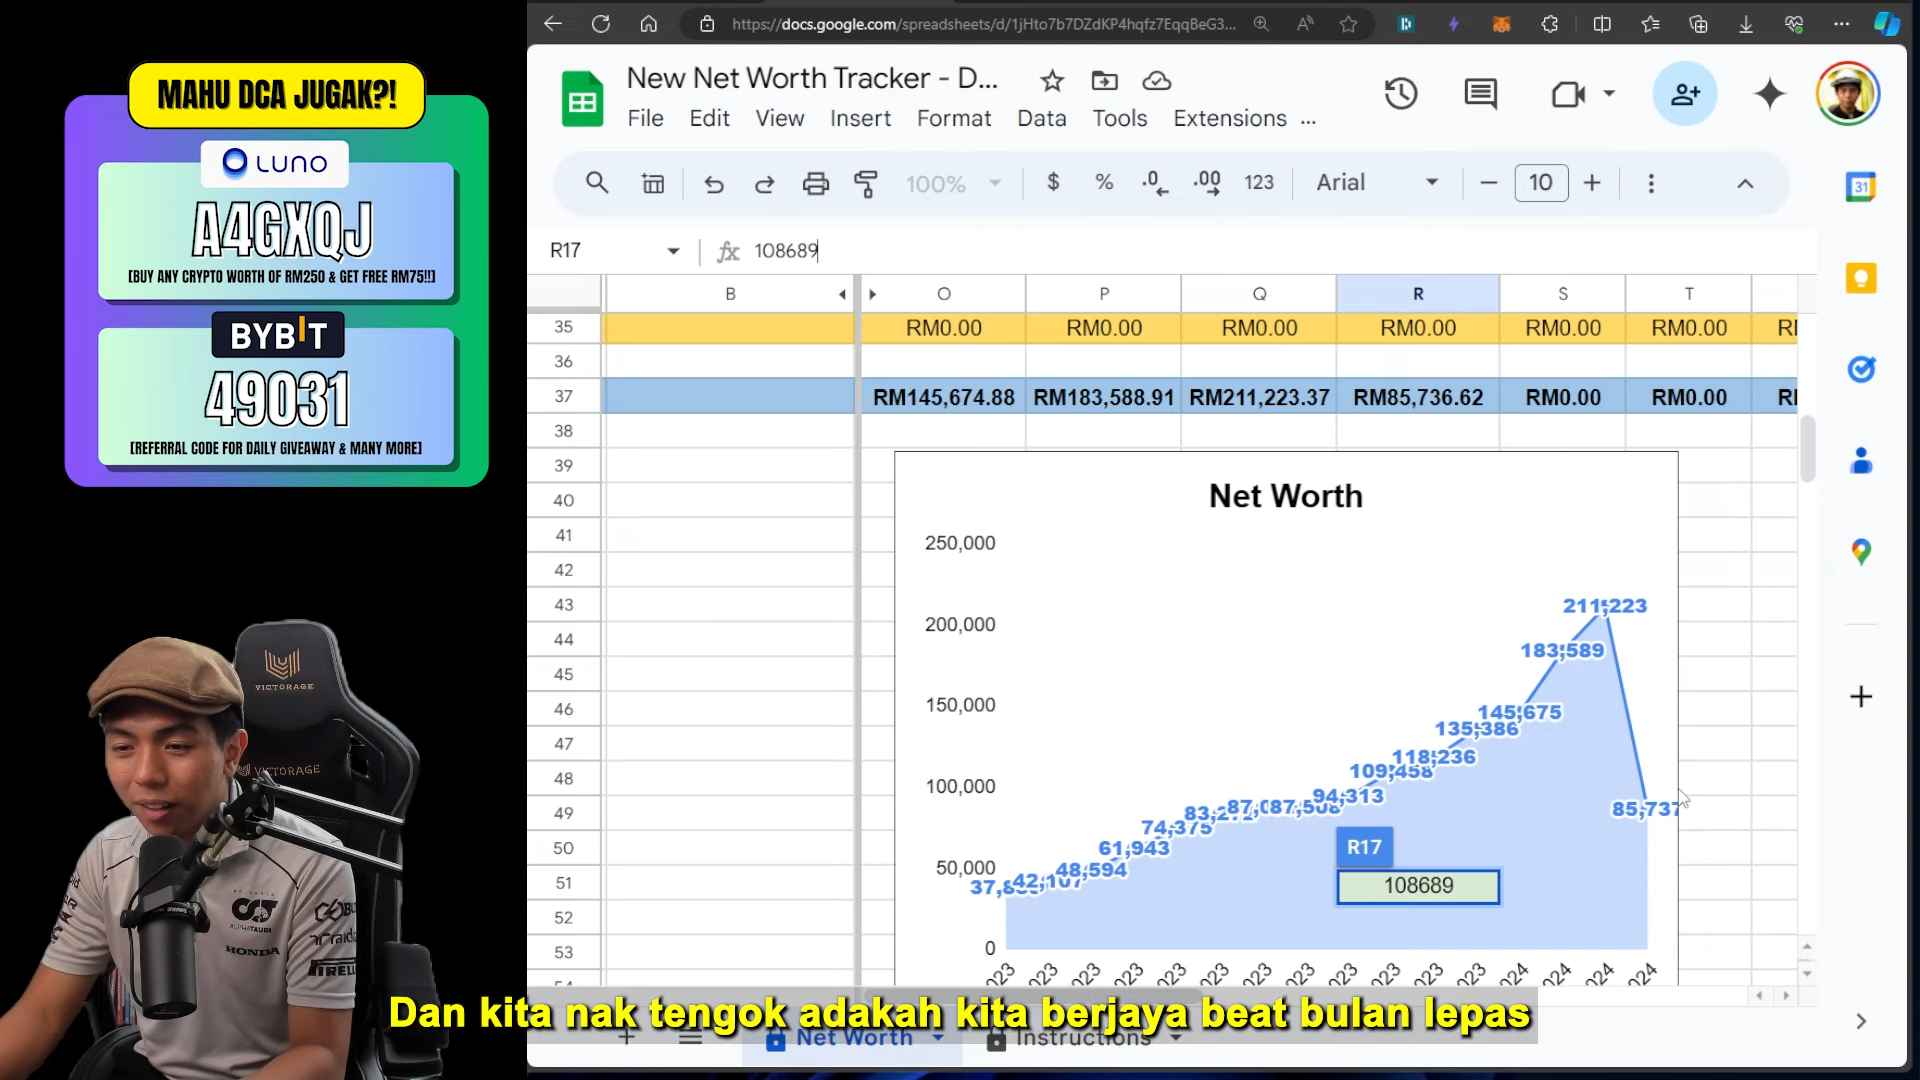 MAHU DCA JUGAK?!
LUNO
A4GXQJ
[BUY ANY CRYPTO WORTH OF RM250 & GET FREE RM75!!]
BYBIT
49031
[REFERRAL CODE FOR DAILY GIVEAWAY & MANY MORE]
https://docs.google.com/spreadsheets/d/1jHto7b7DZdKP4hqfz7EqqBeG3...
New Net Worth Tracker - D...
File Edit View Insert Format Data Tools Extensions ...
100% $ % .0 .00 123 Arial 10
31
R17 fx 108689
B O P Q R S T
35 RM0.00 RM0.00 RM0.00 RM0.00 RM0.00 RM0.00
36
37 RM145,674.88 RM183,588.91 RM211,223.37 RM85,736.62 RM0.00 RM0.00
38
39
40
41
42
43
44
45
46
47
48
49
50
51
52
53
Net Worth
250,000
200,000
150,000
100,000
50,000
0
211,223
183,589
145,675
135,386
118,236
109,458
94,313
74,375
61,943
48,594
85,737
R17
108689
VICTORAGE
VICTORAGE
ALPHATAURI
HONDA
PIRELLI
Dan kita nak tengok adakah kita berjaya beat bulan lepas
Net Worth Instructions